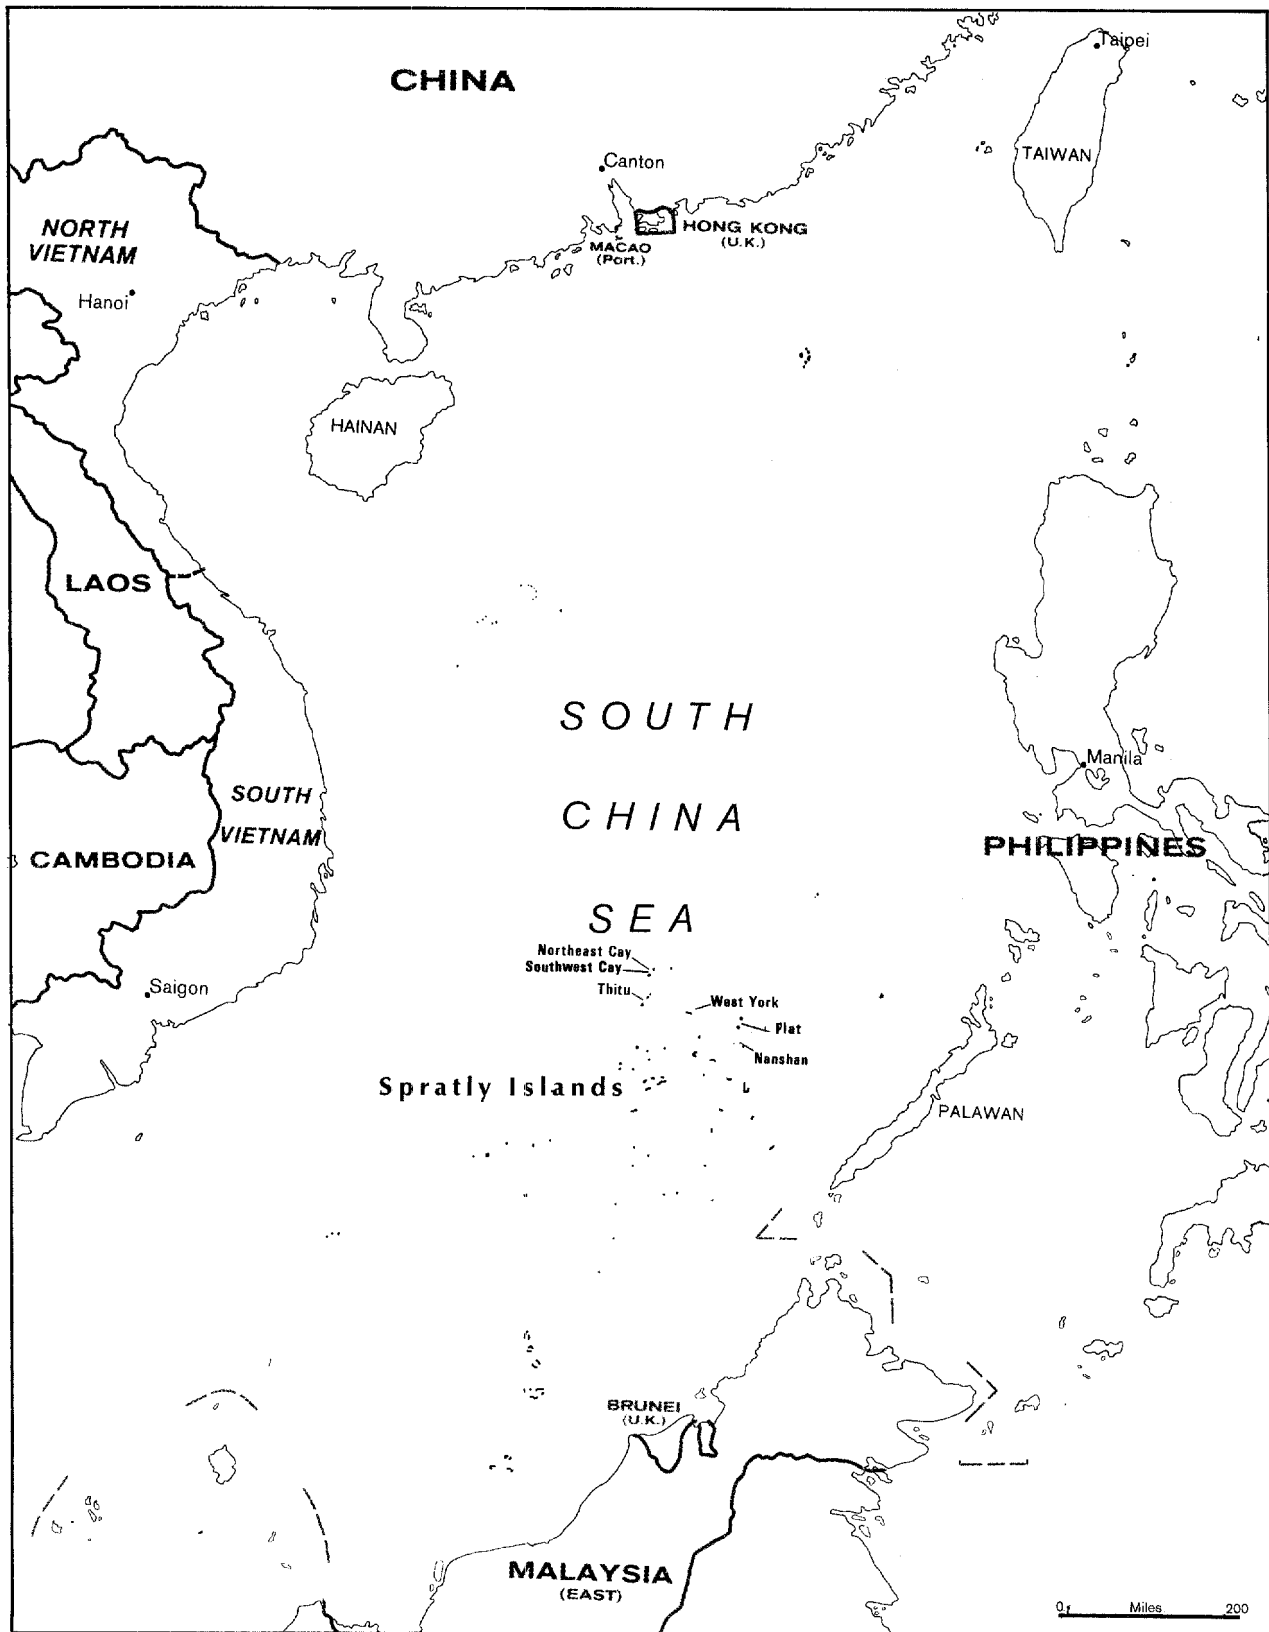 Taipei
CHINA
TAIWAN
Canton
HONG KONG
(U.K.)
MACAO
(Port.)
NORTH
VIETNAM
Hanoi
HAINAN
LAOS
SOUTH
CHINA
SEA
Manila
SOUTH
VIETNAM
PHILIPPINES
CAMBODIA
Northeast Cay
Southwest Cay
Thitu
West York
Flat
Nanshan
Saigon
Spratly Islands
PALAWAN
BRUNEI
(U.K.)
MALAYSIA
(EAST)
0 Miles 200